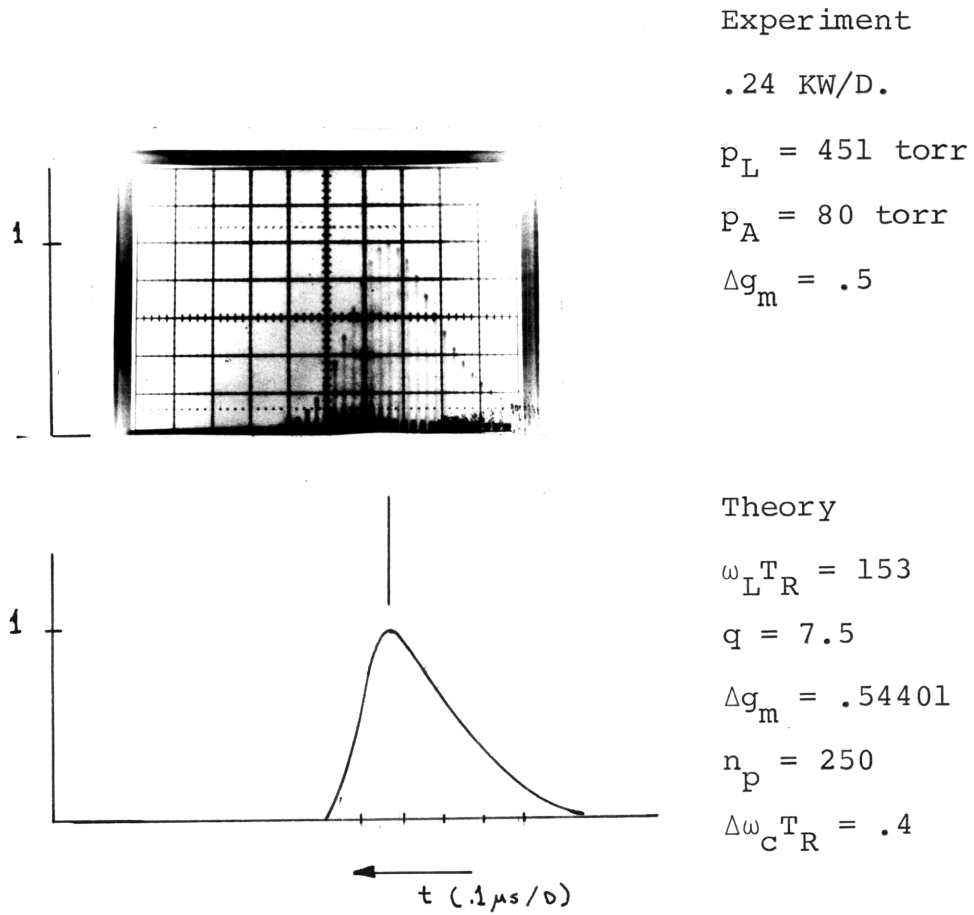 Experiment
.24 KW/D.
p_L = 451 torr
p_A = 80 torr
Δg_m = .5
1
Theory
ω_L T_R = 153
q = 7.5
Δg_m = .54401
n_p = 250
Δω_c T_R = .4
1
t (.1μs/D)